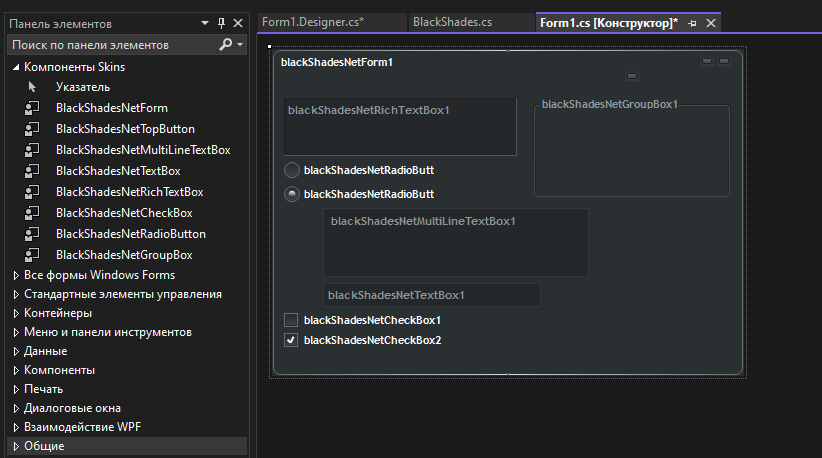 Панель элементов
Поиск по панели элементов
Компоненты Skins
Указатель
BlackShadesNetForm
BlackShadesNetTopButton
BlackShadesNetMultiLineTextBox
BlackShadesNetTextBox
BlackShadesNetRichTextBox
BlackShadesNetCheckBox
BlackShadesNetRadioButton
BlackShadesNetGroupBox
Все формы Windows Forms
Стандартные элементы управления
Контейнеры
Меню и панели инструментов
Данные
Компоненты
Печать
Диалоговые окна
Взаимодействие WPF
Общие
Form1.Designer.cs*
BlackShades.cs
Form1.cs [Конструктор]*
blackShadesNetForm1
blackShadesNetRichTextBox1
blackShadesNetGroupBox1
blackShadesNetRadioButt
blackShadesNetRadioButt
blackShadesNetMultiLineTextBox1
blackShadesNetTextBox1
blackShadesNetCheckBox1
blackShadesNetCheckBox2